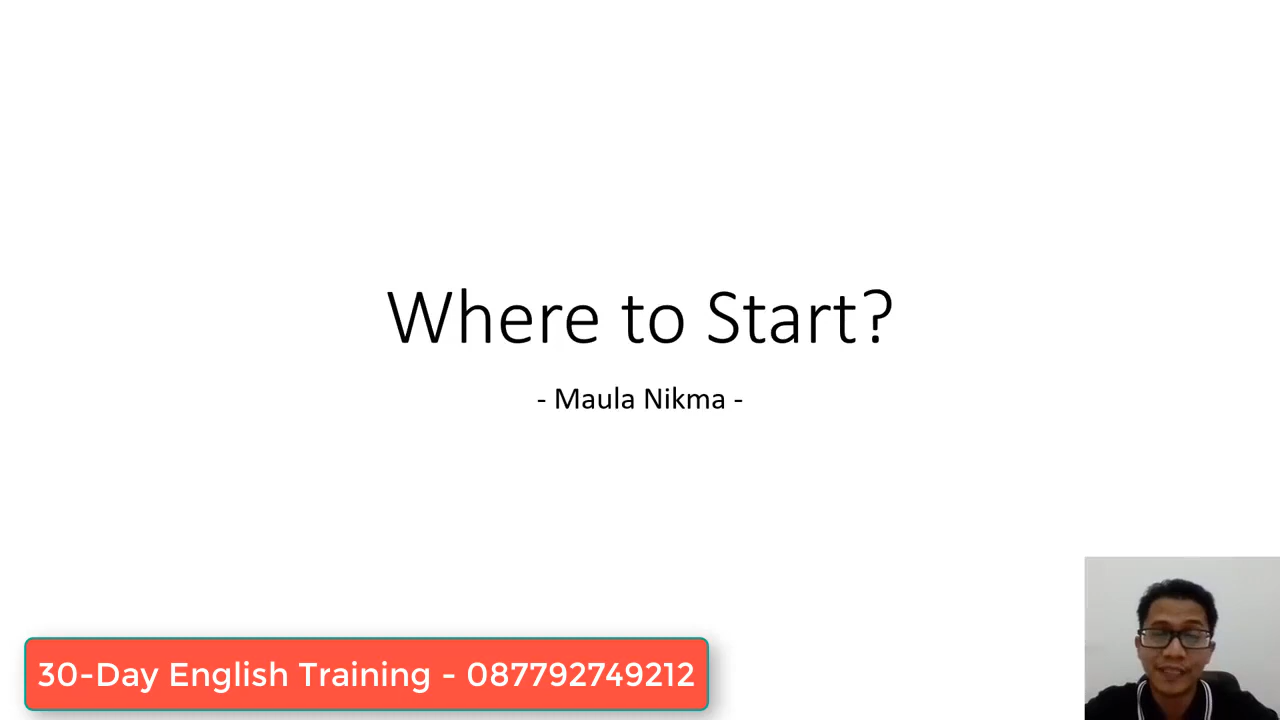 Where to Start?
- Maula Nikma -
30-Day English Training - 087792749212